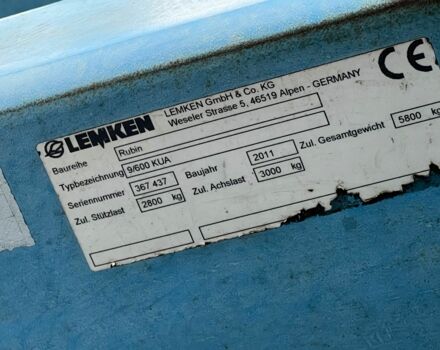 LEMKEN
LEMKEN GmbH & Co. KG
Weseler Strasse 5, 46519 Alpen - GERMANY
CE
Baureihe Rubin
Typbezeichnung 9/600 KUA
Seriennummer 367 437 Baujahr 2011 Zul. Gesamtgewicht 5800 kg
Zul. Stützlast 2800 kg Zul. Achslast 3000 kg